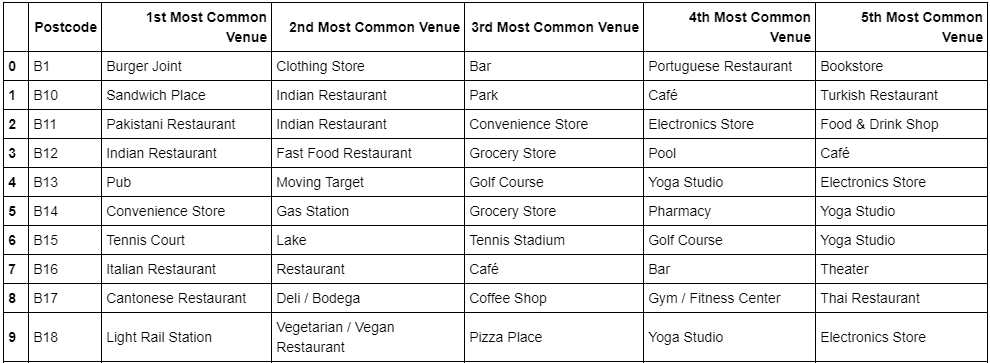 Postcode 1st Most Common Venue 2nd Most Common Venue 3rd Most Common Venue 4th Most Common Venue 5th Most Common Venue
0 B1 Burger Joint Clothing Store Bar Portuguese Restaurant Bookstore
1 B10 Sandwich Place Indian Restaurant Park Café Turkish Restaurant
2 B11 Pakistani Restaurant Indian Restaurant Convenience Store Electronics Store Food & Drink Shop
3 B12 Indian Restaurant Fast Food Restaurant Grocery Store Pool Café
4 B13 Pub Moving Target Golf Course Yoga Studio Electronics Store
5 B14 Convenience Store Gas Station Grocery Store Pharmacy Yoga Studio
6 B15 Tennis Court Lake Tennis Stadium Golf Course Yoga Studio
7 B16 Italian Restaurant Restaurant Café Bar Theater
8 B17 Cantonese Restaurant Deli / Bodega Coffee Shop Gym / Fitness Center Thai Restaurant
9 B18 Light Rail Station Vegetarian / Vegan Restaurant Pizza Place Yoga Studio Electronics Store